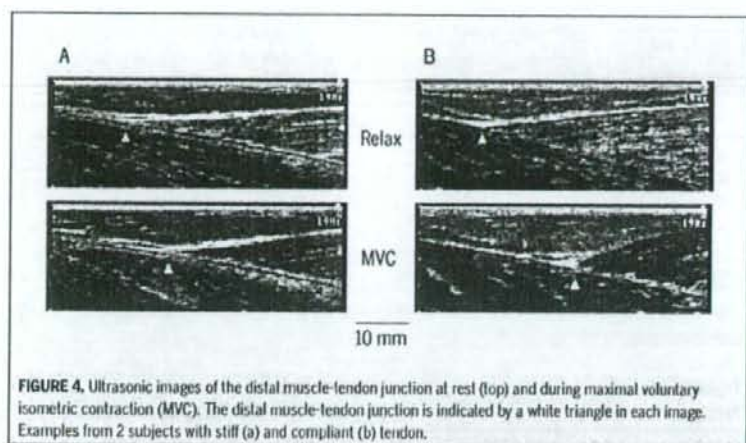 A
B
Relax
MVC
10 mm
FIGURE 4. Ultrasonic images of the distal muscle-tendon junction at rest (top) and during maximal voluntary
isometric contraction (MVC). The distal muscle-tendon junction is indicated by a white triangle in each image.
Examples from 2 subjects with stiff (a) and compliant (b) tendon.